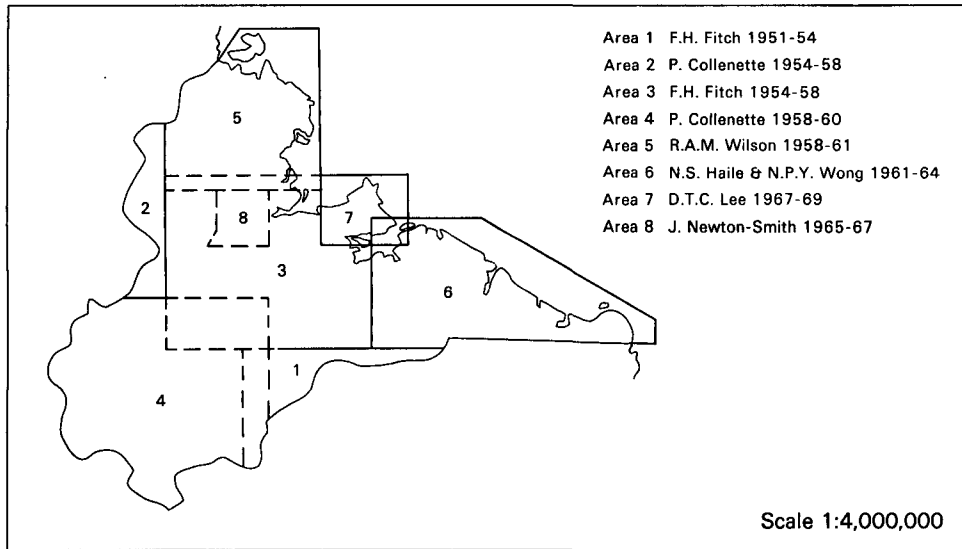 Area 1 F.H. Fitch 1951-54
Area 2 P. Collenette 1954-58
Area 3 F.H. Fitch 1954-58
Area 4 P. Collenette 1958-60
Area 5 R.A.M. Wilson 1958-61
Area 6 N.S. Haile & N.P.Y. Wong 1961-64
Area 7 D.T.C. Lee 1967-69
Area 8 J. Newton-Smith 1965-67
5
2
8
7
3
6
1
4
Scale 1:4,000,000